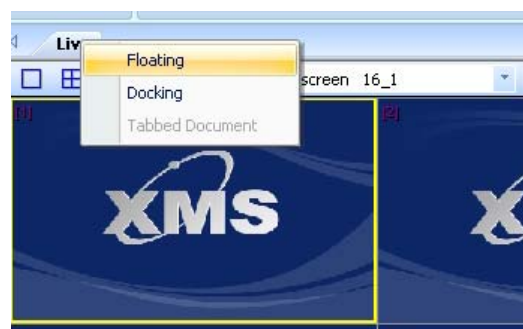 Liv
Floating
screen 16_1
Docking
Tabbed Document
[1]
[2]
XMS
X